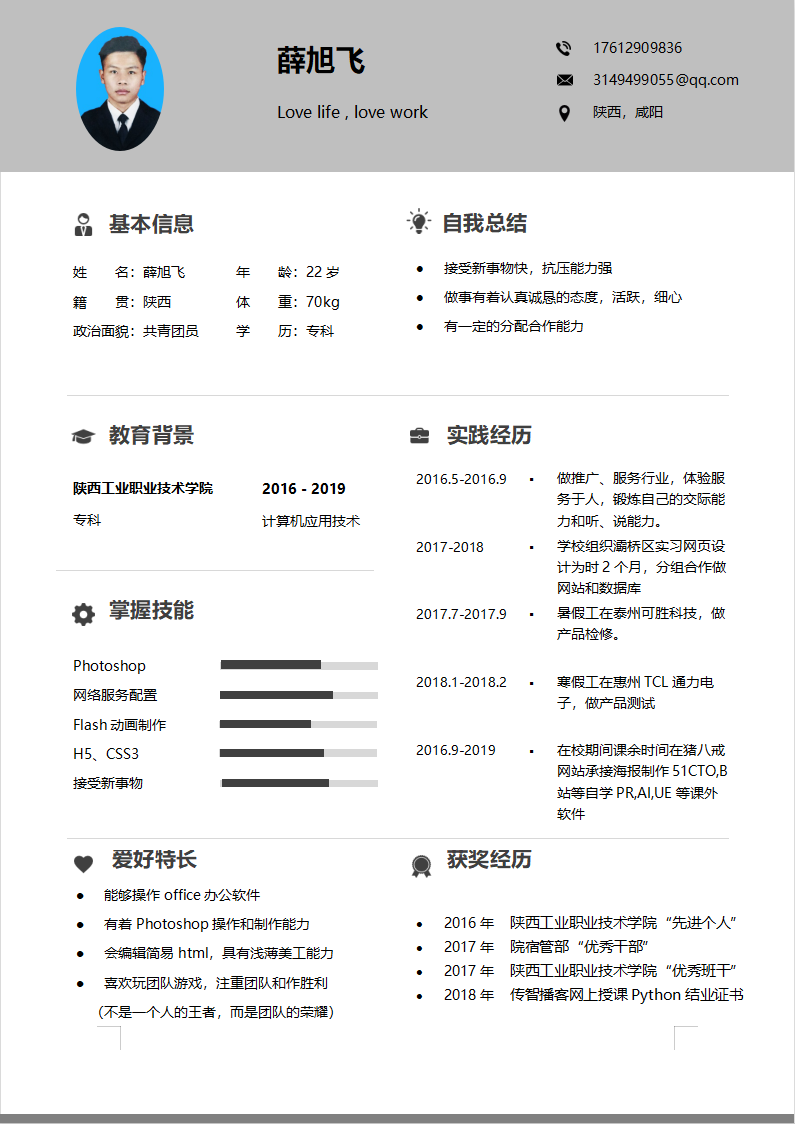 薛旭飞
Love life , love work
17612909836
3149499055@qq.com
陕西，咸阳
基本信息
姓 名：薛旭飞 年 龄：22 岁
籍 贯：陕西 体 重：70kg
政治面貌：共青团员 学 历：专科
自我总结
● 接受新事物快，抗压能力强
● 做事有着认真诚恳的态度，活跃，细心
● 有一定的分配合作能力
教育背景
陕西工业职业技术学院 2016 - 2019
专科 计算机应用技术
掌握技能
Photoshop
网络服务配置
Flash 动画制作
H5、CSS3
接受新事物
实践经历
2016.5-2016.9 ▪ 做推广、服务行业，体验服
务于人，锻炼自己的交际能
力和听、说能力。
2017-2018 ▪ 学校组织灞桥区实习网页设
计为时 2 个月，分组合作做
网站和数据库
2017.7-2017.9 ▪ 暑假工在泰州可胜科技，做
产品检修。
2018.1-2018.2 ▪ 寒假工在惠州 TCL 通力电
子，做产品测试
2016.9-2019 ▪ 在校期间课余时间在猪八戒
网站承接海报制作 51CTO,B
站等自学 PR,AI,UE 等课外
软件
爱好特长
● 能够操作 office 办公软件
● 有着 Photoshop 操作和制作能力
● 会编辑简易 html，具有浅薄美工能力
● 喜欢玩团队游戏，注重团队和作胜利
（不是一个人的王者，而是团队的荣耀）
获奖经历
● 2016 年 陕西工业职业技术学院“先进个人”
● 2017 年 院宿管部“优秀干部”
● 2017 年 陕西工业职业技术学院“优秀班干”
● 2018 年 传智播客网上授课 Python 结业证书